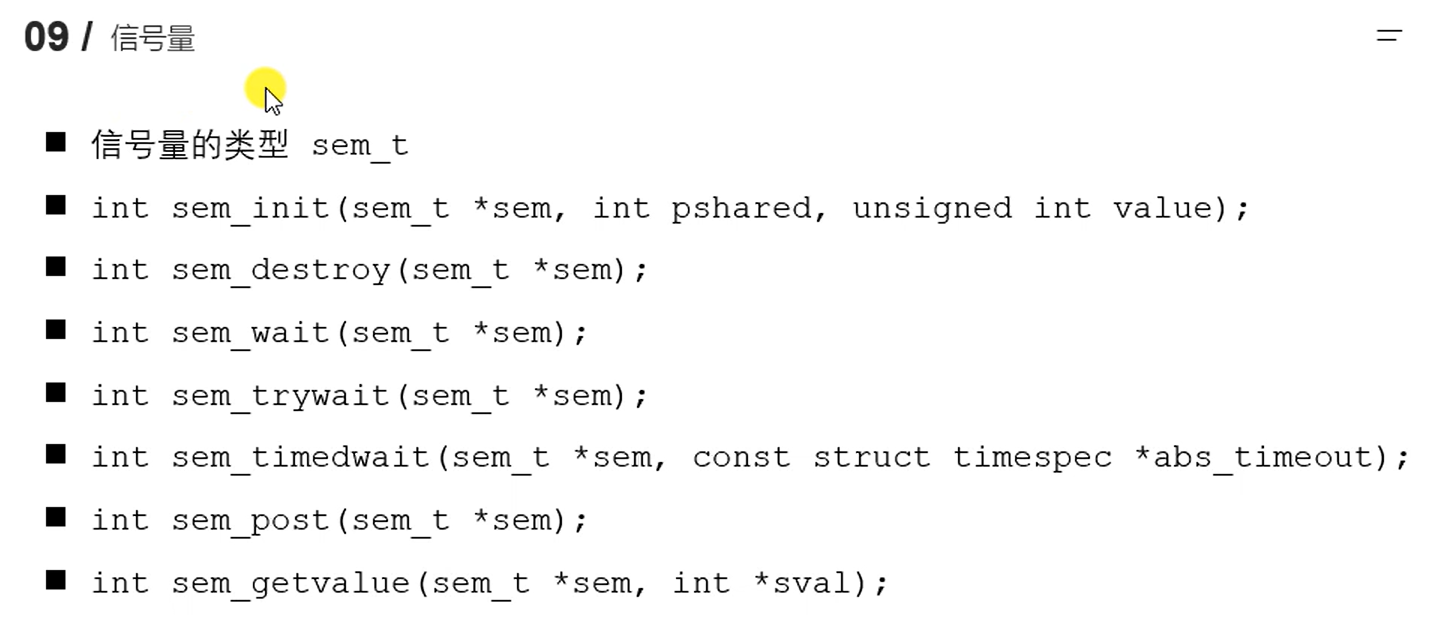 09 / 信号量
信号量的类型 sem_t
int sem_init(sem_t *sem, int pshared, unsigned int value);
int sem_destroy(sem_t *sem);
int sem_wait(sem_t *sem);
int sem_trywait(sem_t *sem);
int sem_timedwait(sem_t *sem, const struct timespec *abs_timeout);
int sem_post(sem_t *sem);
int sem_getvalue(sem_t *sem, int *sval);